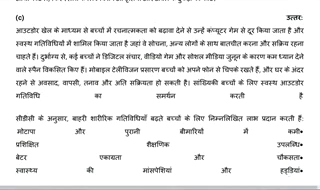 (c) उत्तर:
आउटडोर खेल के माध्यम से बच्चों में रचनात्मकता को बढ़ावा देने से उन्हें कंप्यूटर गेम से दूर किया जाता है और
स्वस्थ गतिविधियों में शामिल किया जाता है जहां वे सोचना, अन्य लोगों के साथ बातचीत करना और सक्रिय रहना
चाहते हैं। दुर्भाग्य से, कई बच्चों ने डिजिटल संचार, वीडियो गेम और सोशल मीडिया जुनून के कारण कम ध्यान देने
वाले स्पैन विकसित किए हैं। मोबाइल टेलीविजन प्रसारण बच्चों को अपने फोन से चिपके रखते हैं, और घर के अंदर
रहने से अवसाद, वापसी, तनाव और अति सक्रियता हो सकती है। सांख्यिकी बच्चों के लिए स्वस्थ आउटडोर
गतिविधि का समर्थन करती है
सीडीसी के अनुसार, बाहरी शारीरिक गतिविधियाँ बढ़ते बच्चों के लिए निम्नलिखित लाभ प्रदान करती हैं:
मोटापा और पुरानी बीमारियों में कमी•
प्रशिक्षित शैक्षणिक उपलब्धि•
बेटर एकाग्रता और चौकसता•
स्वास्थ्य की मांसपेशियां और हड्डियां•